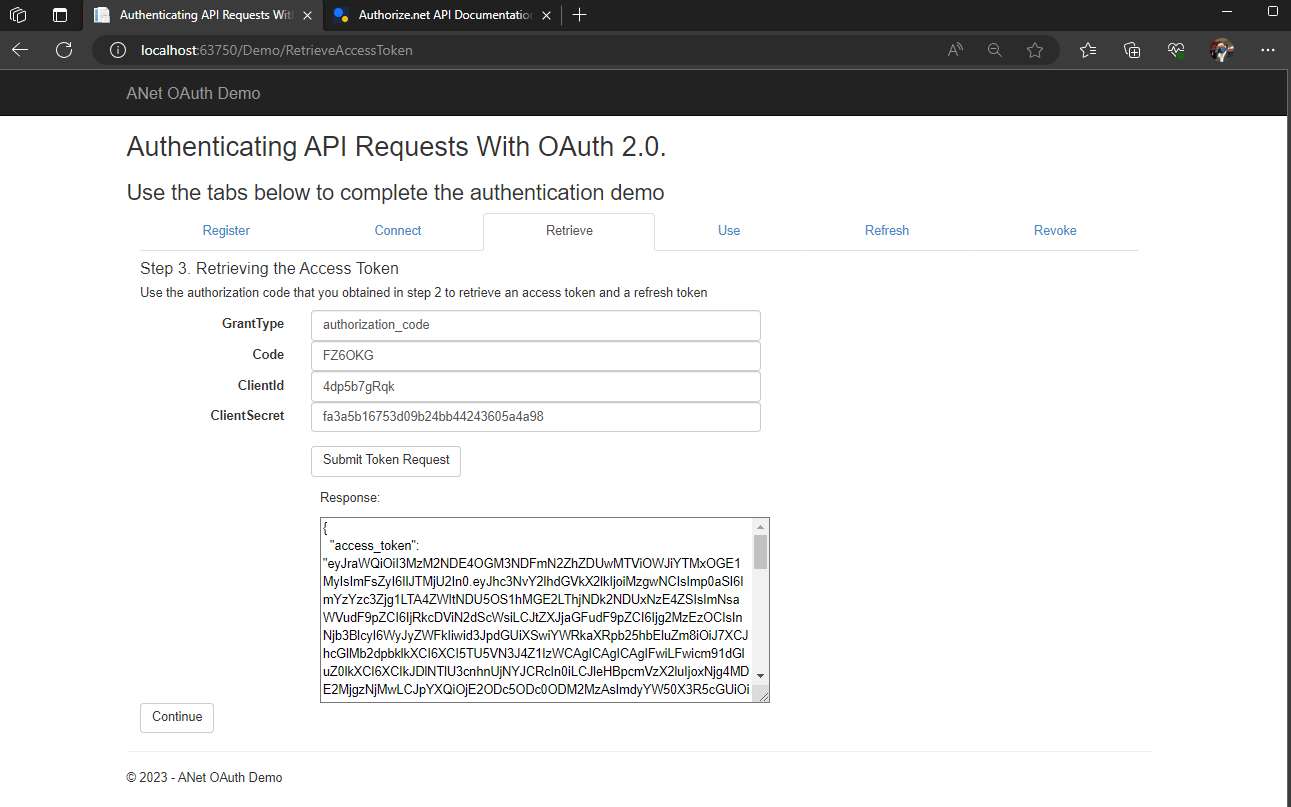 Authenticating API Requests Wit
Authorize.net API Documentation
localhost:63750/Demo/RetrieveAccessToken
ANet OAuth Demo
Authenticating API Requests With OAuth 2.0.
Use the tabs below to complete the authentication demo
Register Connect Retrieve Use Refresh Revoke
Step 3. Retrieving the Access Token
Use the authorization code that you obtained in step 2 to retrieve an access token and a refresh token
GrantType authorization_code
Code FZ6OKG
ClientId 4dp5b7gRqk
ClientSecret fa3a5b16753d09b24bb44243605a4a98
Submit Token Request
Response:
{
"access_token":
Continue
© 2023 - ANet OAuth Demo